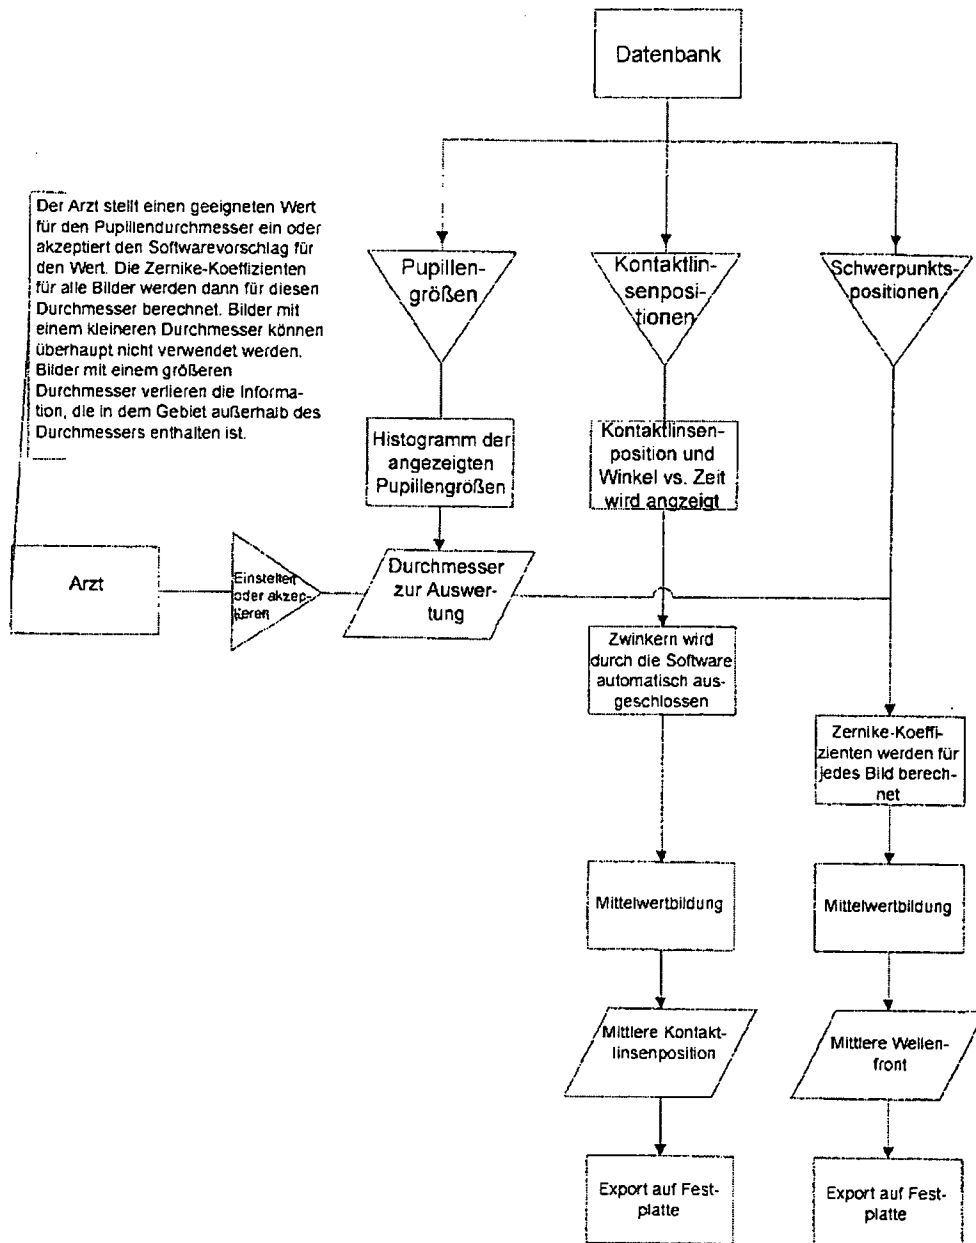 Datenbank
Der Arzt stellt einen geeigneten Wert
für den Pupillendurchmesser ein oder
akzeptiert den Softwarevorschlag für
den Wert. Die Zernike-Koeffizienten
für alle Bilder werden dann für diesen
Durchmesser berechnet. Bilder mit
einem kleineren Durchmesser können
überhaupt nicht verwendet werden.
Bilder mit einem größeren
Durchmesser verlieren die Informa-
tion, die in dem Gebiet außerhalb des
Durchmessers enthalten ist.
Pupillen-
größen
Kontaktlin-
senposi-
tionen
Schwerpunkts-
positionen
Histogramm der
angezeigten
Pupillengrößen
Kontaktlinsen-
position und
Winkel vs. Zeit
wird angzeigt
Arzt
Einstellen
oder akzep-
tieren
Durchmesser
zur Auswer-
tung
Zwinkern wird
durch die Software
automatisch aus-
geschlossen
Zernike-Koeffi-
zienten werden für
jedes Bild berech-
net
Mittelwertbildung
Mittelwertbildung
Mittlere Kontakt-
linsenposition
Mittlere Wellen-
front
Export auf Fest-
platte
Export auf Fest-
platte